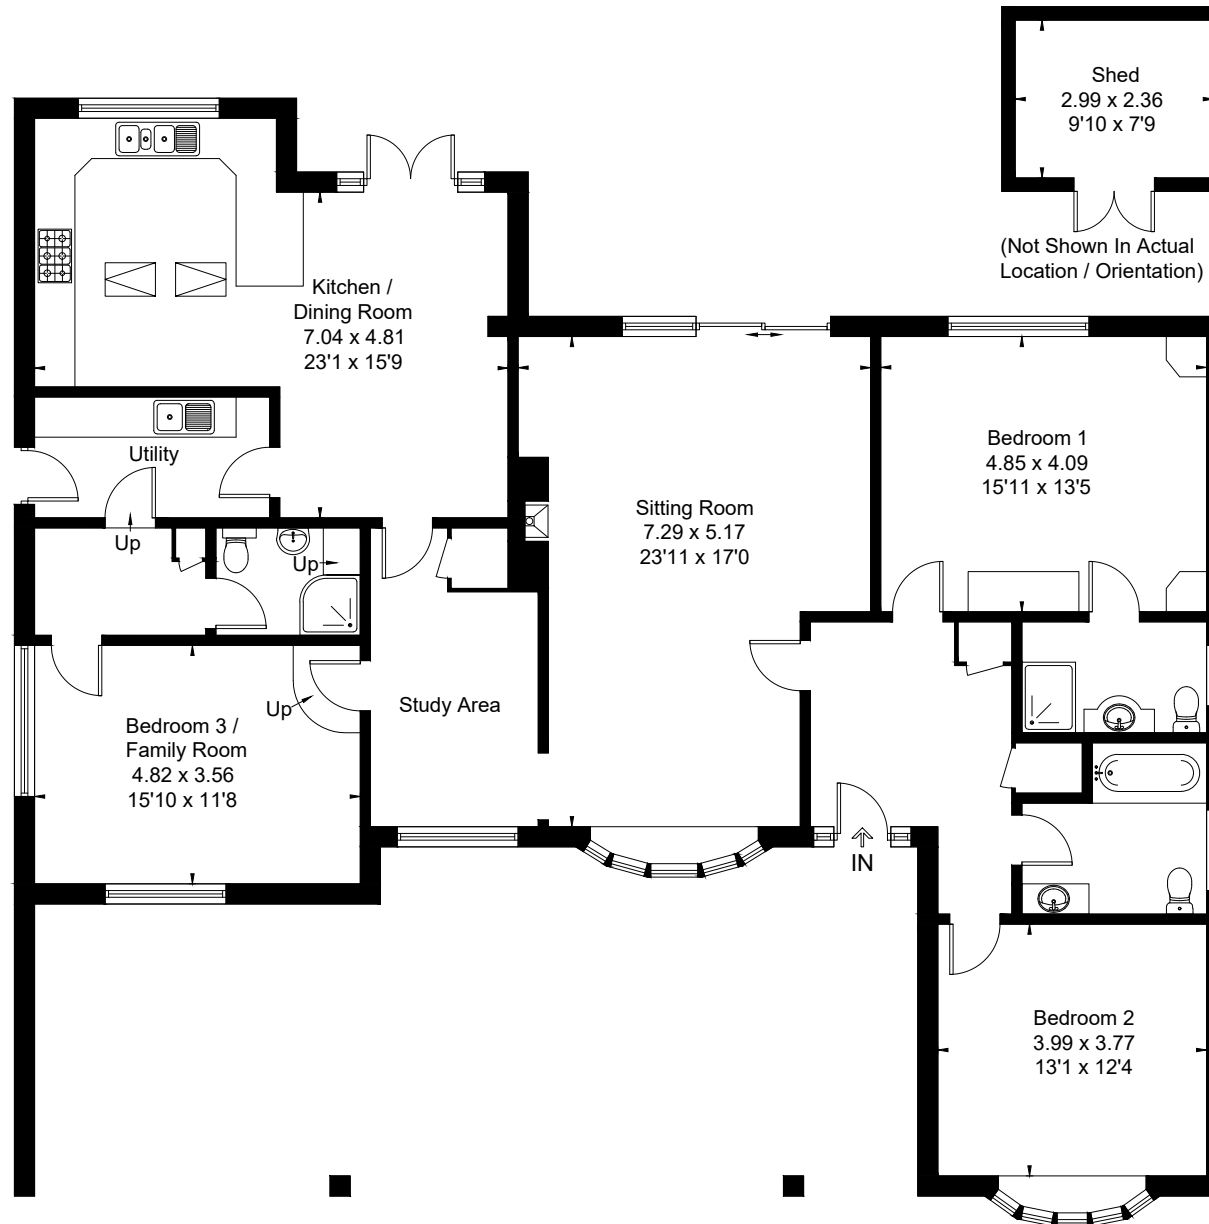 Shed
2.99 x 2.36
9'10 x 7'9
(Not Shown In Actual
Location / Orientation)
Kitchen /
Dining Room
7.04 x 4.81
23'1 x 15'9
Utility
Up
Up
Sitting Room
7.29 x 5.17
23'11 x 17'0
Bedroom 1
4.85 x 4.09
15'11 x 13'5
Bedroom 3 /
Family Room
4.82 x 3.56
15'10 x 11'8
Up
Study Area
IN
Bedroom 2
3.99 x 3.77
13'1 x 12'4